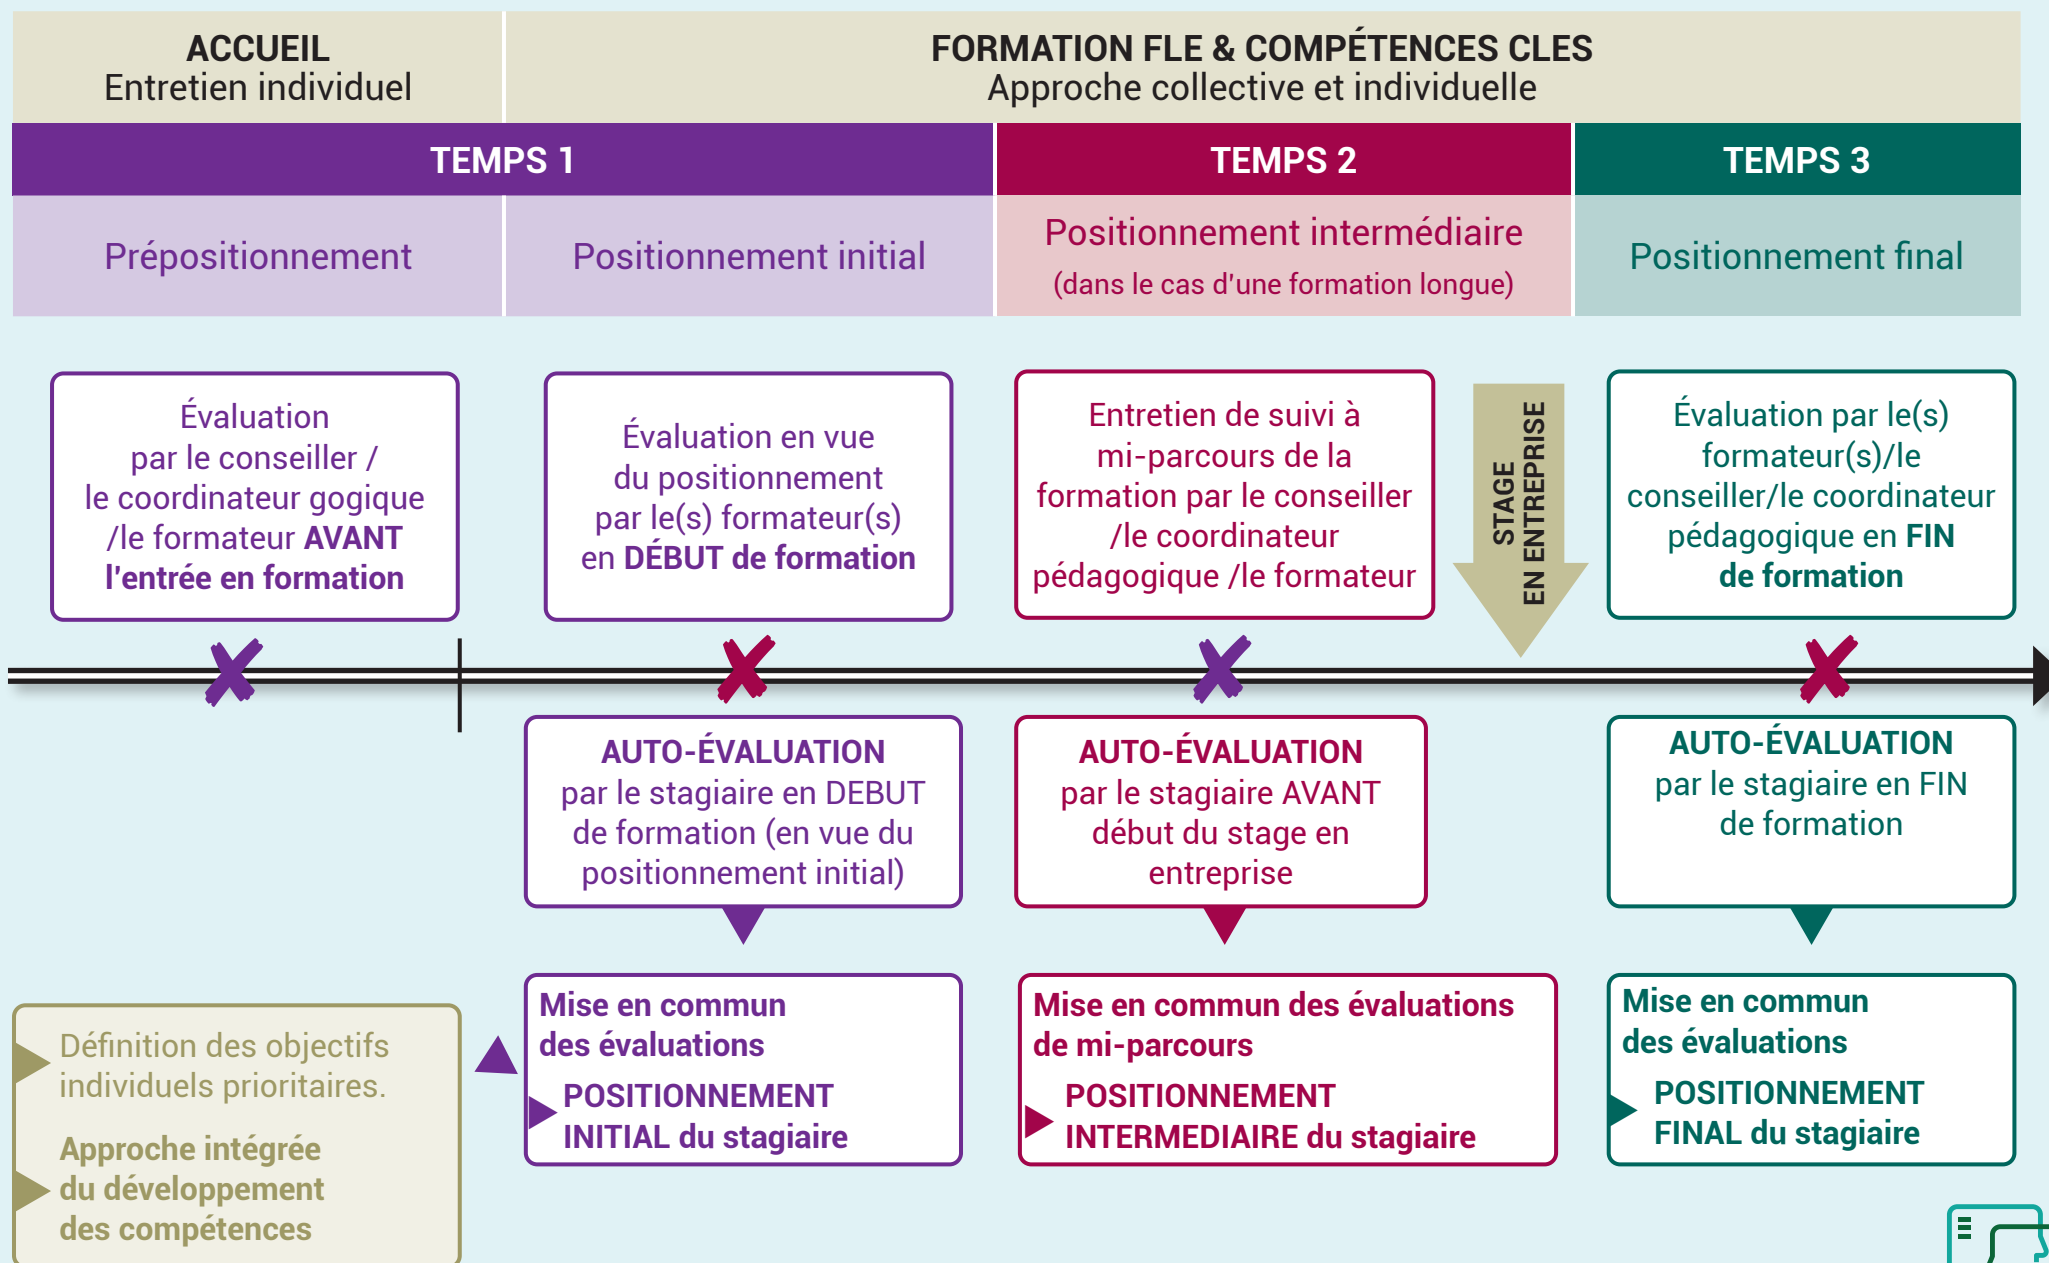 ACCUEIL
Entretien individuel
FORMATION FLE & COMPÉTENCES CLES
Approche collective et individuelle
TEMPS 1
TEMPS 2
TEMPS 3
Prépositionnement
Positionnement initial
Positionnement intermédiaire
(dans le cas d'une formation longue)
Positionnement final
Évaluation
par le conseiller /
le coordinateur gogique
/le formateur AVANT
l'entrée en formation
Évaluation en vue
du positionnement
par le(s) formateur(s)
en DÉBUT de formation
Entretien de suivi à
mi-parcours de la
formation par le conseiller
/le coordinateur
pédagogique /le formateur
STAGE
EN ENTREPRISE
Évaluation par le(s)
formateur(s)/le
conseiller/le coordinateur
pédagogique en FIN
de formation
AUTO-ÉVALUATION
par le stagiaire en DEBUT
de formation (en vue du
positionnement initial)
AUTO-ÉVALUATION
par le stagiaire AVANT
début du stage en
entreprise
AUTO-ÉVALUATION
par le stagiaire en FIN
de formation
Définition des objectifs
individuels prioritaires.
Approche intégrée
du développement
des compétences
Mise en commun
des évaluations
POSITIONNEMENT
INITIAL du stagiaire
Mise en commun des évaluations
de mi-parcours
POSITIONNEMENT
INTERMEDIAIRE du stagiaire
Mise en commun
des évaluations
POSITIONNEMENT
FINAL du stagiaire